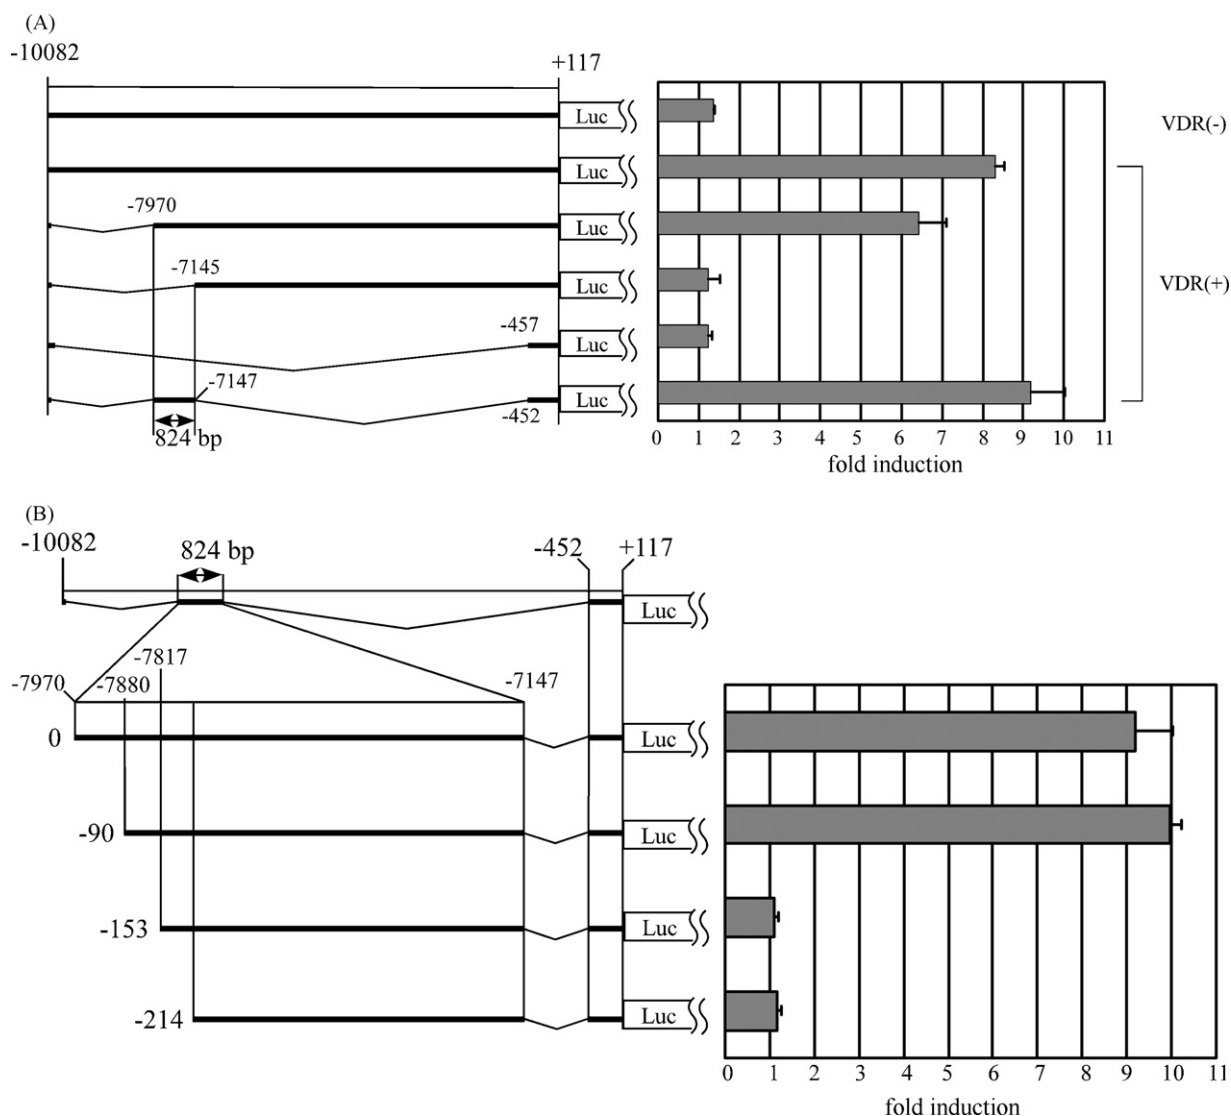 (A)
-10082
+117
Luc
VDR(-)
Luc
-7970
Luc
-7145
Luc
VDR(+)
-457
Luc
-7147
Luc
-452
824 bp
0 1 2 3 4 5 6 7 8 9 10 11
fold induction
(B)
-10082 824 bp -452 +117
Luc
-7817
-7970 -7880 -7147
0 Luc
-90 Luc
-153 Luc
-214 Luc
0 1 2 3 4 5 6 7 8 9 10 11
fold induction